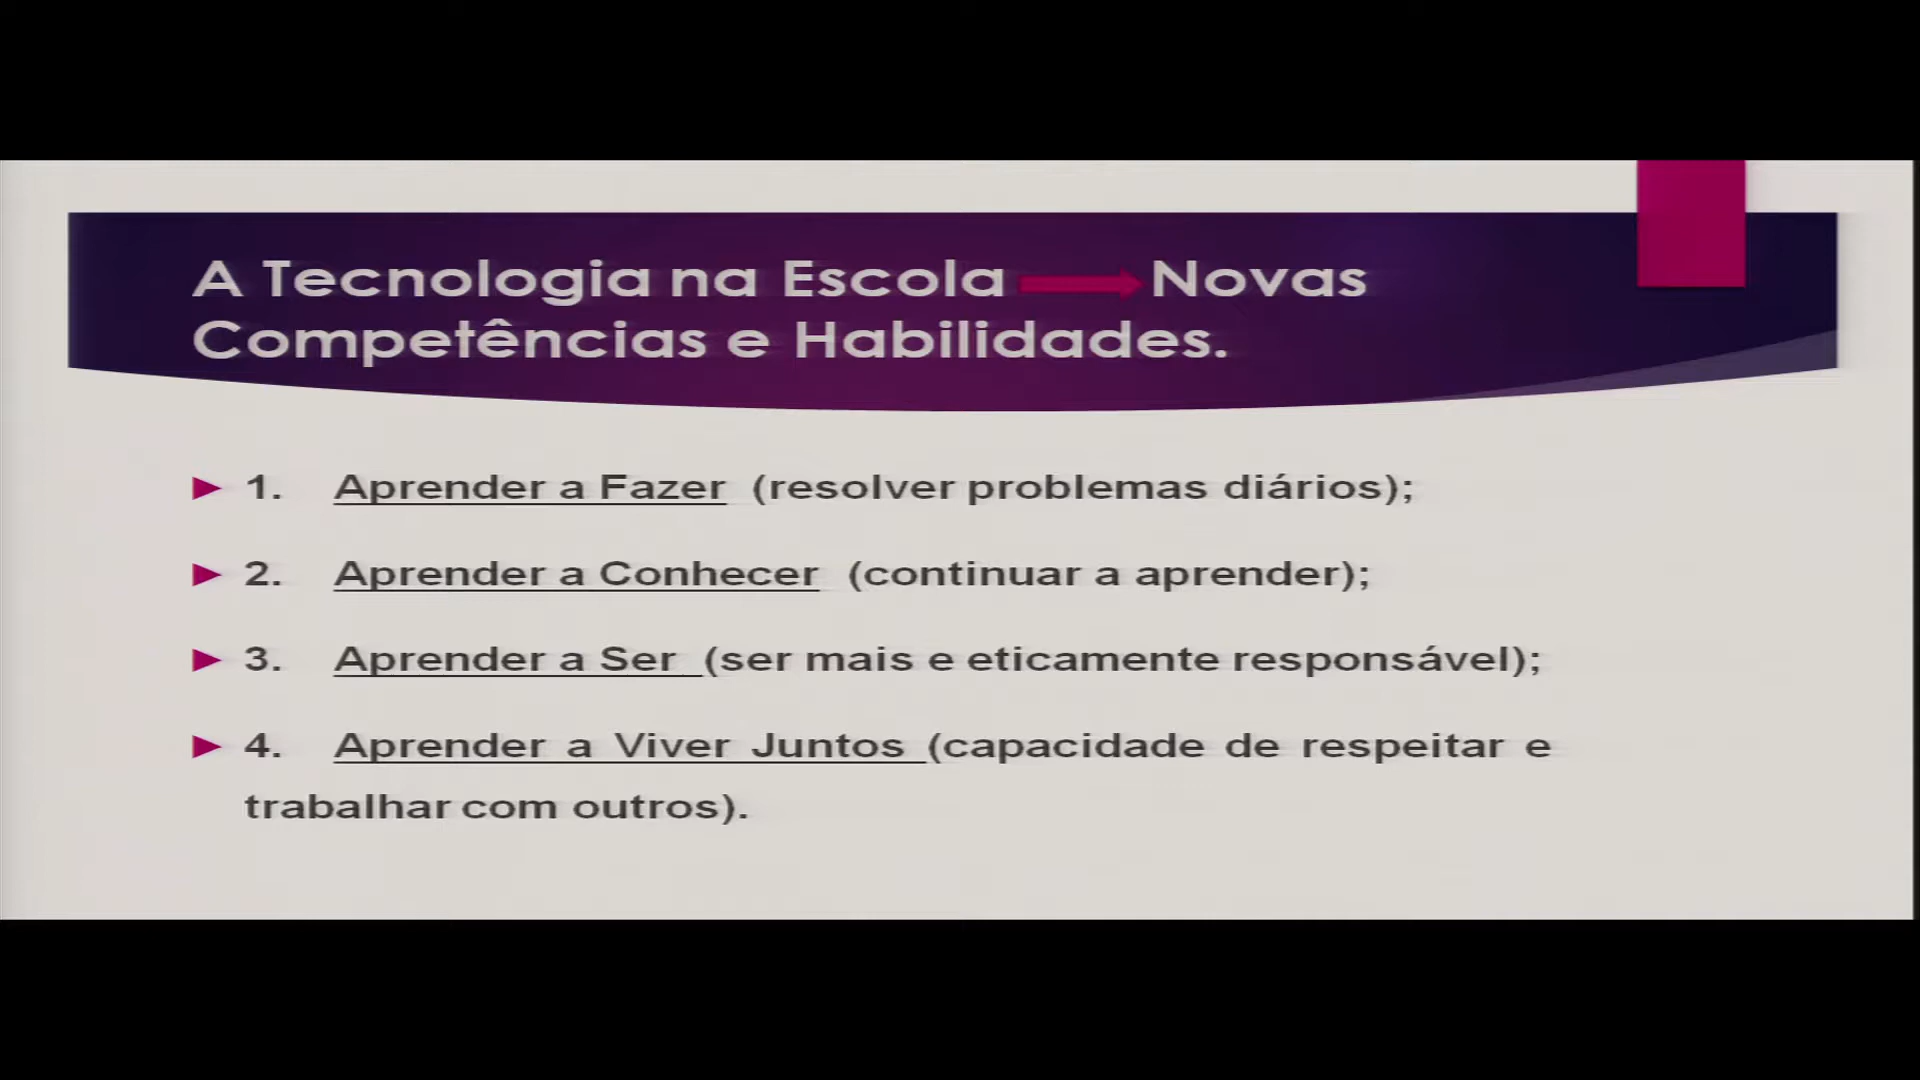 A Tecnologia na Escola Novas
Competências e Habilidades.
1. Aprender a Fazer (resolver problemas diários);
2. Aprender a Conhecer (continuar a aprender);
3. Aprender a Ser (ser mais e eticamente responsável);
4. Aprender a Viver Juntos (capacidade de respeitar e
trabalhar com outros).